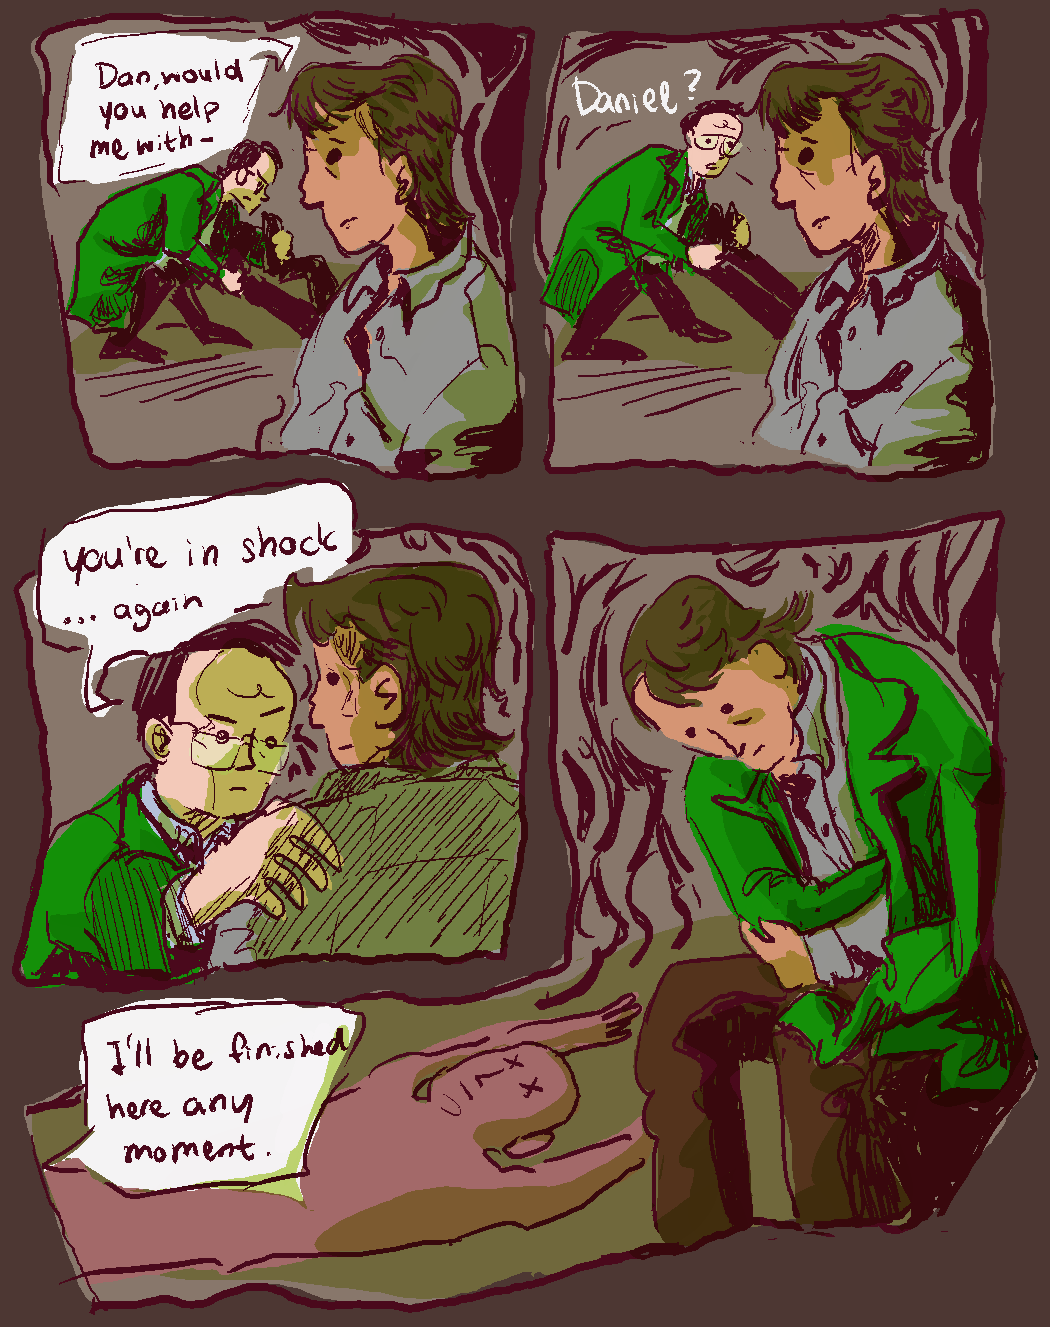 Dan, would
you help
me with-
Daniel?
you're in shock
... again
I'll be finished
here any
moment.